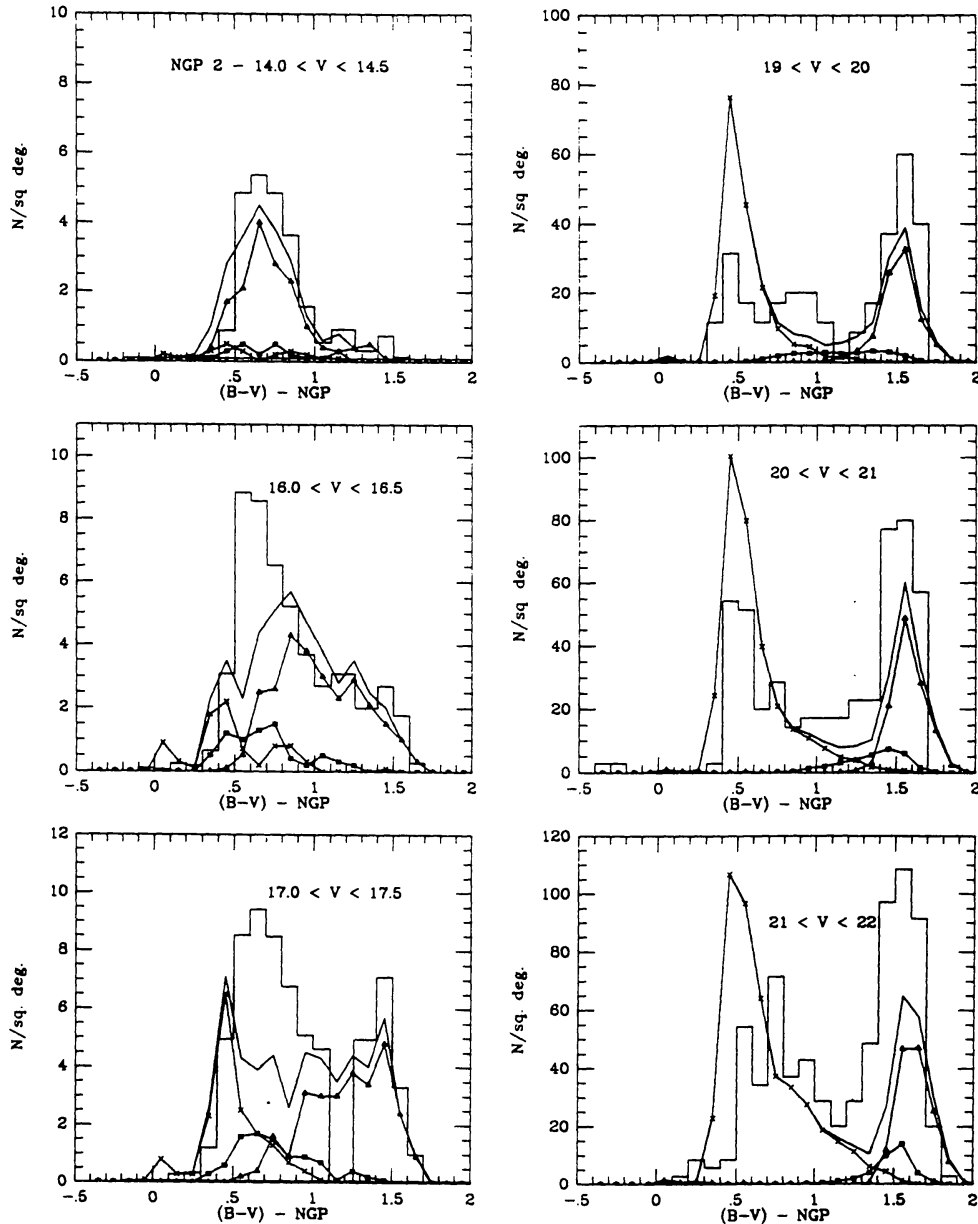 10
8
6
4
2
0
N/sq deg.
NGP 2 - 14.0 < V < 14.5
-.5 0 .5 1 1.5 2
(B-V) - NGP
100
80
60
40
20
0
N/sq deg.
19 < V < 20
-.5 0 .5 1 1.5 2
(B-V) - NGP
10
8
6
4
2
0
N/sq deg.
16.0 < V < 16.5
-.5 0 .5 1 1.5 2
(B-V) - NGP
100
80
60
40
20
0
N/sq deg.
20 < V < 21
-.5 0 .5 1 1.5 2
(B-V) - NGP
12
10
8
6
4
2
0
N/sq. deg.
17.0 < V < 17.5
-.5 0 .5 1 1.5 2
(B-V) - NGP
120
100
80
60
40
20
0
N/sq. deg.
21 < V < 22
-.5 0 .5 1 1.5 2
(B-V) - NGP